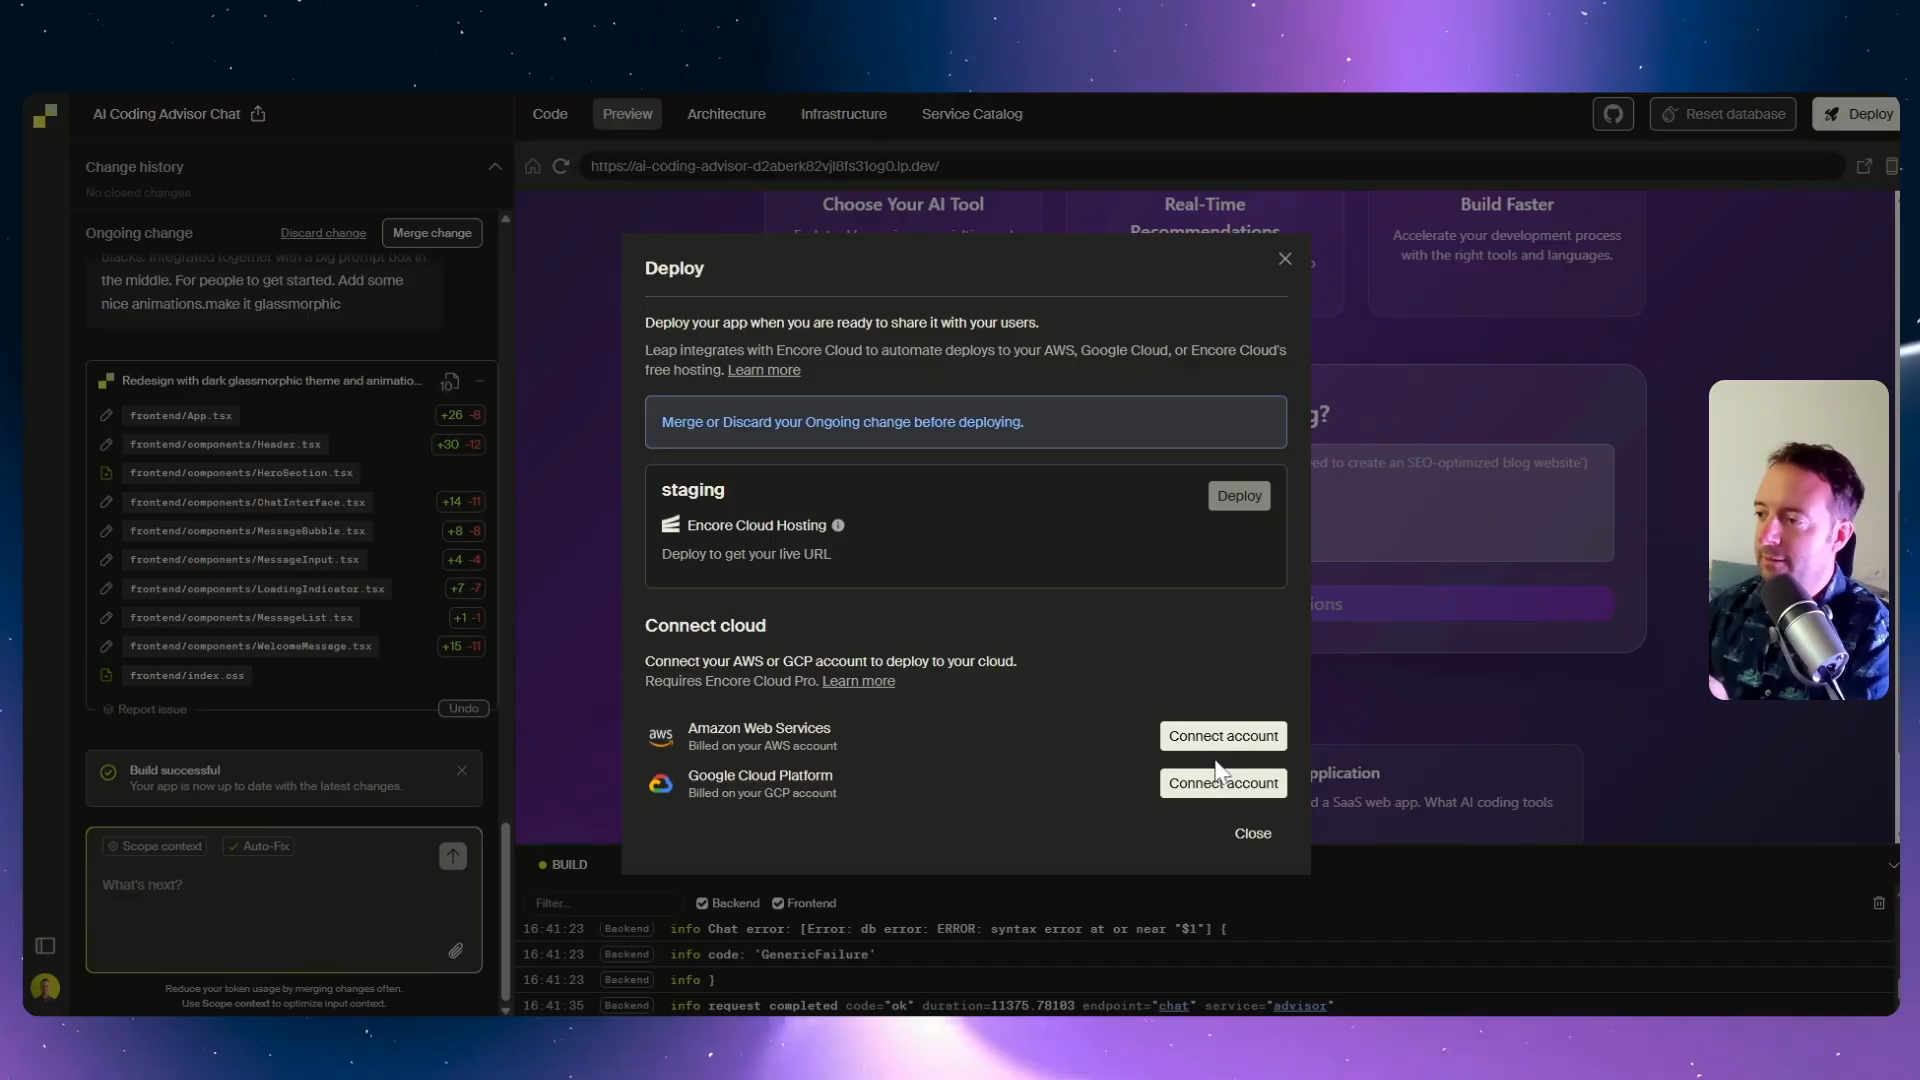 AI Coding Advisor Chat
Code
Preview
Architecture
Infrastructure
Service Catalog
Reset database
Deploy
Change history
No closed changes
https://ai-coding-advisor-d2aberk82vjl8fs31og0.lp.dev/
Ongoing change
Discard change
Merge change
blacks. Integrated together with a big prompt box in
the middle. For people to get started. Add some
nice animations.make it glassmorphic
Redesign with dark glassmorphic theme and animatio...
10
frontend/App.tsx +26 -8
frontend/components/Header.tsx +30 -12
frontend/components/HeroSection.tsx
frontend/components/ChatInterface.tsx +14 -11
frontend/components/MessageBubble.tsx +8 -8
frontend/components/MessageInput.tsx +4 -4
frontend/components/LoadingIndicator.tsx +7 -7
frontend/components/MessageList.tsx +1 -1
frontend/components/WelcomeMessage.tsx +15 -11
frontend/index.css
Report issue
Undo
Build successful
Your app is now up to date with the latest changes.
Scope context
Auto-Fix
What's next?
Reduce your token usage by merging changes often.
Use Scope context to optimize input context.
Choose Your AI Tool
Real-Time
Recommendations
Build Faster
Accelerate your development process
with the right tools and languages.
g?
ed to create an SEO-optimized blog website')
ions
pplication
d a SaaS web app. What AI coding tools
Deploy
Deploy your app when you are ready to share it with your users.
Leap integrates with Encore Cloud to automate deploys to your AWS, Google Cloud, or Encore Cloud's
free hosting. Learn more
Merge or Discard your Ongoing change before deploying.
staging
Deploy
Encore Cloud Hosting
Deploy to get your live URL
Connect cloud
Connect your AWS or GCP account to deploy to your cloud.
Requires Encore Cloud Pro. Learn more
aws
Amazon Web Services
Billed on your AWS account
Connect account
Google Cloud Platform
Billed on your GCP account
Connect account
Close
BUILD
Filter...
Backend
Frontend
16:41:23 Backend info Chat error: [Error: db error: ERROR: syntax error at or near "$1"] {
16:41:23 Backend info code: 'GenericFailure'
16:41:23 Backend info }
16:41:35 Backend info request completed code="ok" duration=11375.78103 endpoint="chat" service="advisor"